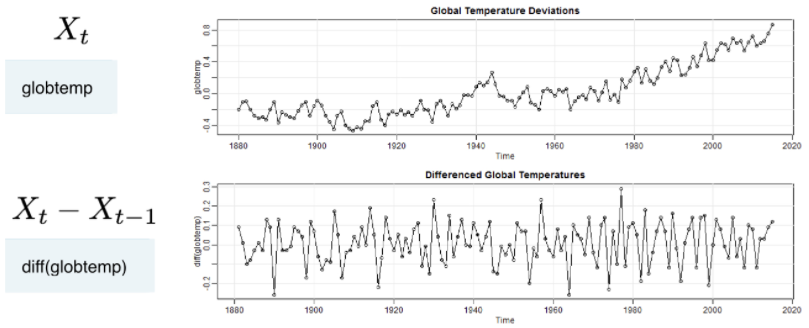 X_t
globtemp
Global Temperature Deviations
globtemp
0.8
0.4
0.0
-0.4
1880 1900 1920 1940 1960 1980 2000 2020
Time
X_t − X_{t−1}
diff(globtemp)
Differenced Global Temperatures
diff(globtemp)
0.3
0.2
0.1
0.0
-0.2
1880 1900 1920 1940 1960 1980 2000 2020
Time